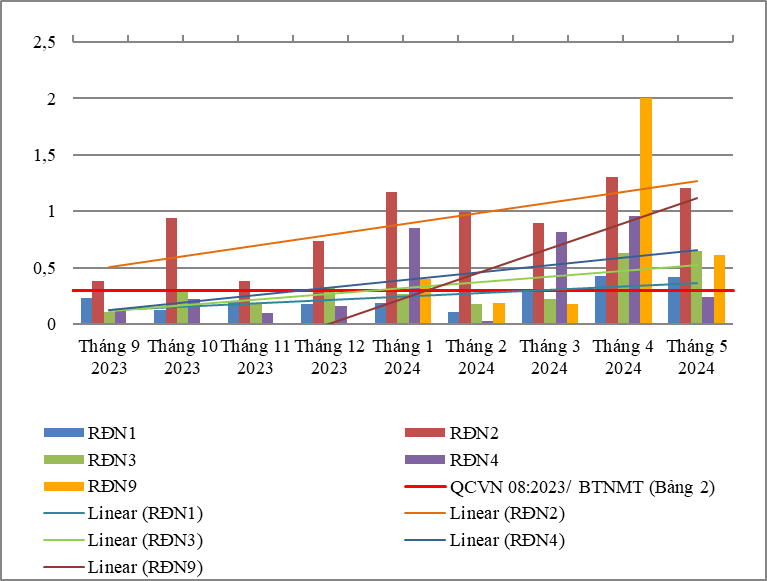 2,5
2
1,5
1
0,5
0
Tháng 9 Tháng 10 Tháng 11 Tháng 12 Tháng 1 Tháng 2 Tháng 3 Tháng 4 Tháng 5
2023 2023 2023 2023 2024 2024 2024 2024 2024
RĐN1 RĐN2
RĐN3 RĐN4
RĐN9 QCVN 08:2023/ BTNMT (Bảng 2)
Linear (RĐN1) Linear (RĐN2)
Linear (RĐN3) Linear (RĐN4)
Linear (RĐN9)